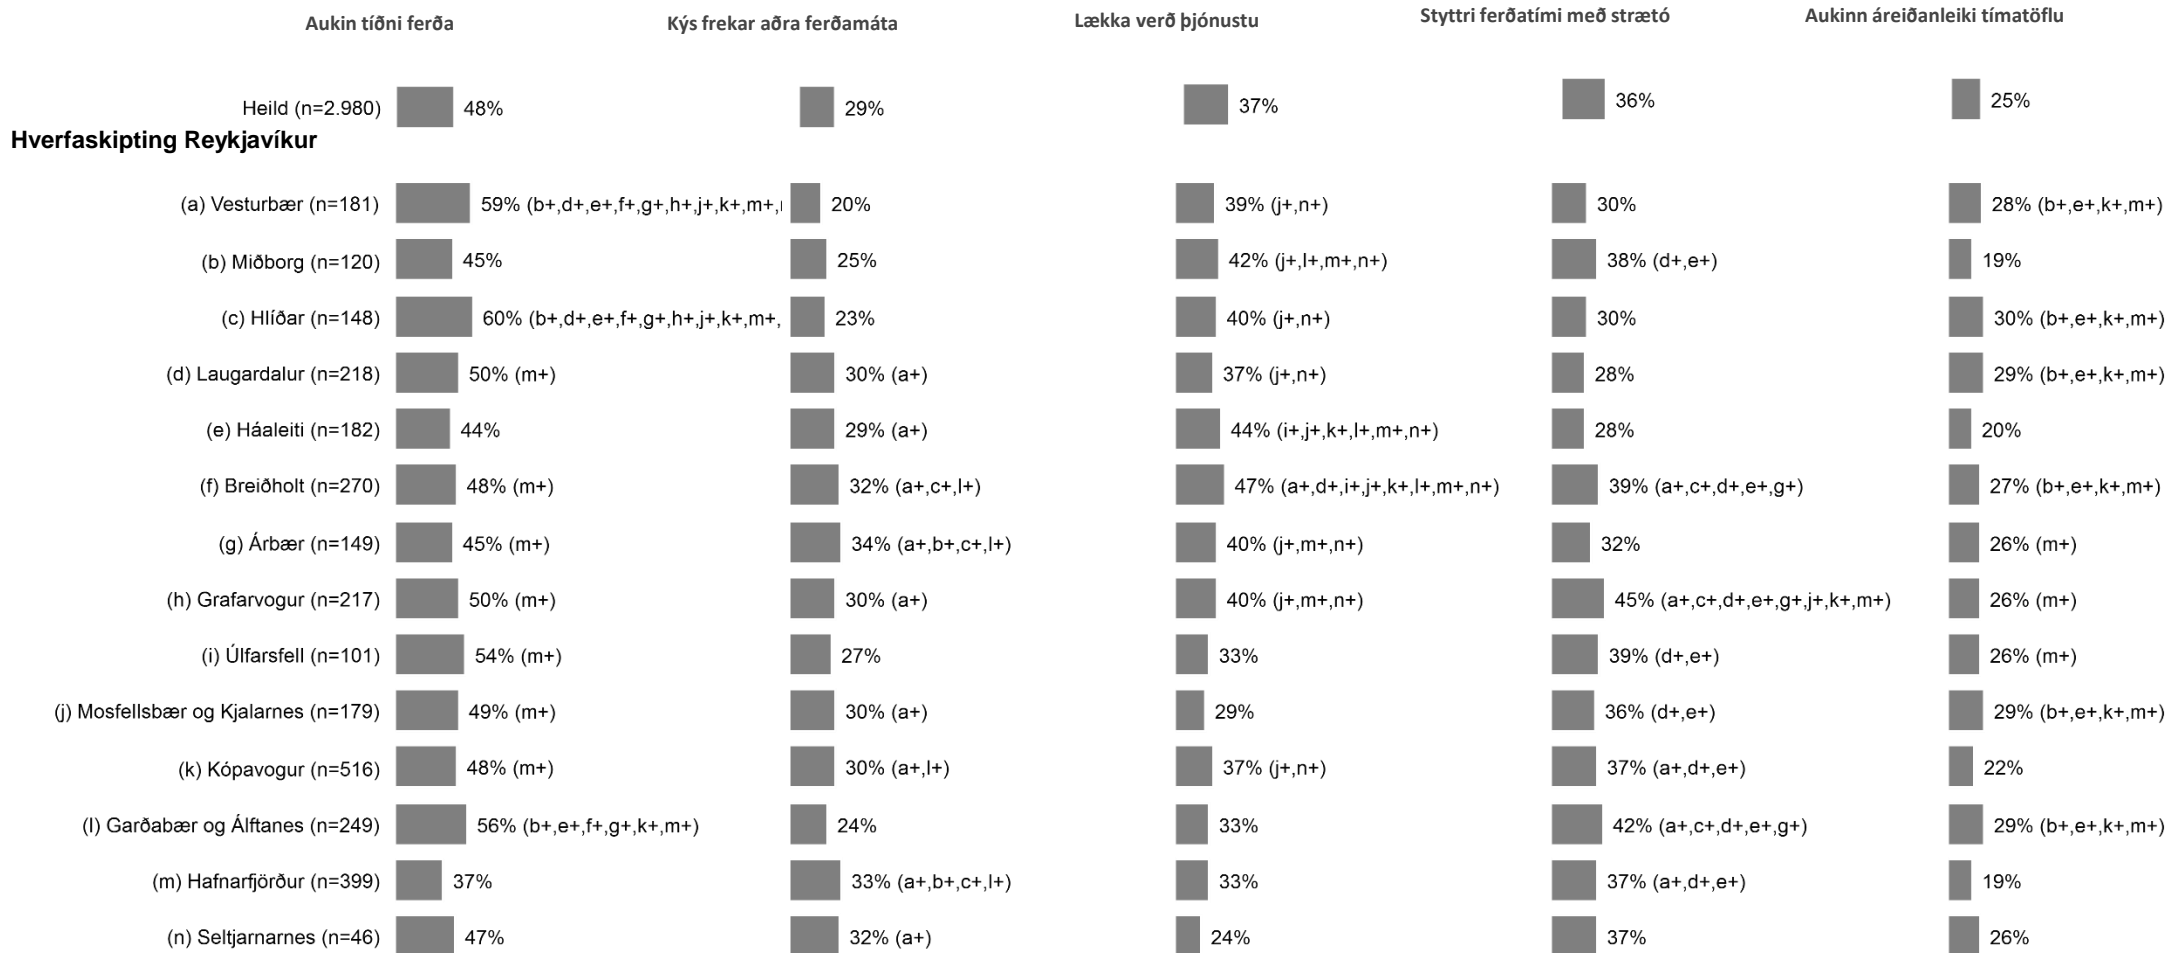 Aukin tíðni ferða Kýs frekar aðra ferðamáta Lækka verð þjónustu Styttri ferðatími með strætó Aukinn áreiðanleiki tímatöflu
Heild (n=2.980) 48% 29% 37% 36% 25%
Hverfaskipting Reykjavíkur
(a) Vesturbær (n=181) 59% (b+,d+,e+,f+,g+,h+,j+,k+,m+, 20% 39% (j+,n+) 30% 28% (b+,e+,k+,m+)
(b) Miðborg (n=120) 45% 25% 42% (j+,l+,m+,n+) 38% (d+,e+) 19%
(c) Hlíðar (n=148) 60% (b+,d+,e+,f+,g+,h+,j+,k+,m+, 23% 40% (j+,n+) 30% 30% (b+,e+,k+,m+)
(d) Laugardalur (n=218) 50% (m+) 30% (a+) 37% (j+,n+) 28% 29% (b+,e+,k+,m+)
(e) Háaleiti (n=182) 44% 29% (a+) 44% (i+,j+,k+,l+,m+,n+) 28% 20%
(f) Breiðholt (n=270) 48% (m+) 32% (a+,c+,l+) 47% (a+,d+,i+,j+,k+,l+,m+,n+) 39% (a+,c+,d+,e+,g+) 27% (b+,e+,k+,m+)
(g) Árbær (n=149) 45% (m+) 34% (a+,b+,c+,l+) 40% (j+,m+,n+) 32% 26% (m+)
(h) Grafarvogur (n=217) 50% (m+) 30% (a+) 40% (j+,m+,n+) 45% (a+,c+,d+,e+,g+,j+,k+,m+) 26% (m+)
(i) Úlfarsfell (n=101) 54% (m+) 27% 33% 39% (d+,e+) 26% (m+)
(j) Mosfellsbær og Kjalarnes (n=179) 49% (m+) 30% (a+) 29% 36% (d+,e+) 29% (b+,e+,k+,m+)
(k) Kópavogur (n=516) 48% (m+) 30% (a+,l+) 37% (j+,n+) 37% (a+,d+,e+) 22%
(l) Garðabær og Álftanes (n=249) 56% (b+,e+,f+,g+,k+,m+) 24% 33% 42% (a+,c+,d+,e+,g+) 29% (b+,e+,k+,m+)
(m) Hafnarfjörður (n=399) 37% 33% (a+,b+,c+,l+) 33% 37% (a+,d+,e+) 19%
(n) Seltjarnarnes (n=46) 47% 32% (a+) 24% 37% 26%